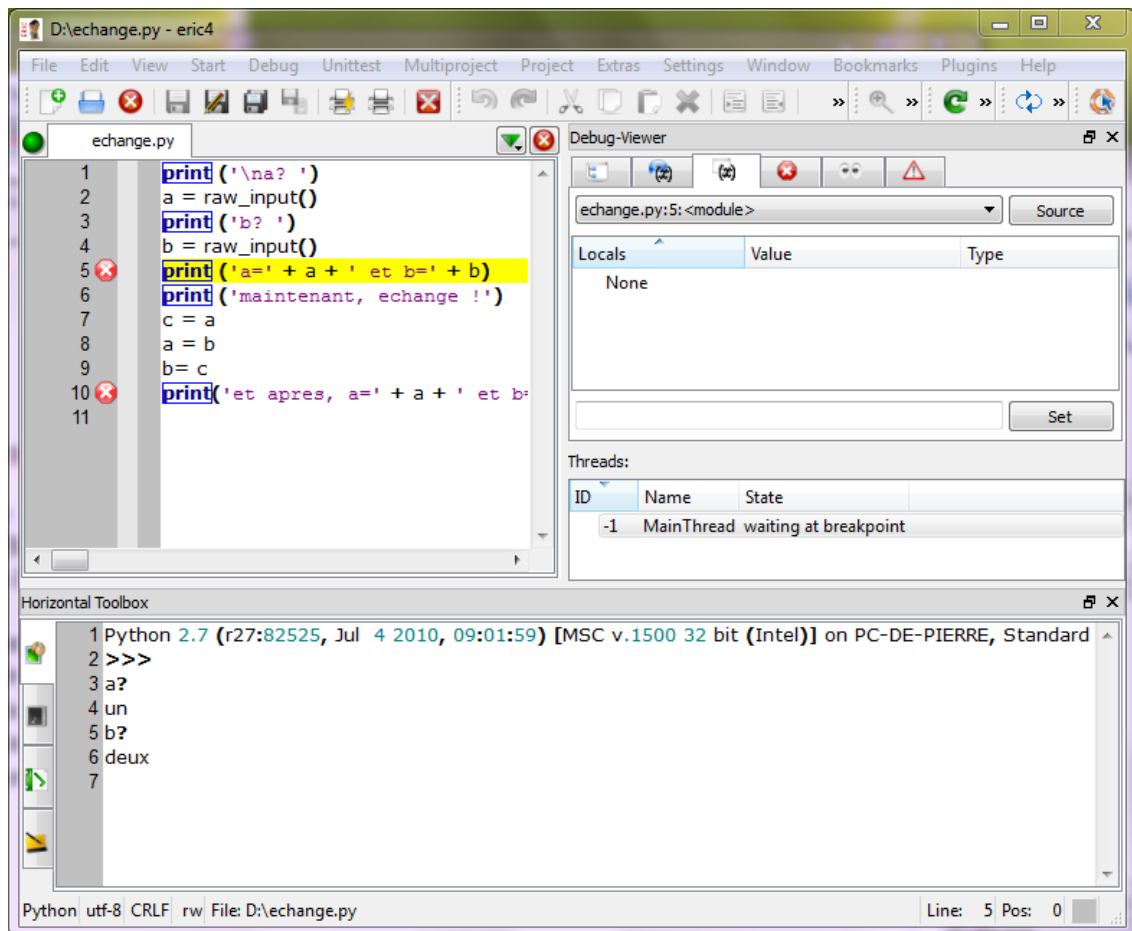 D:\echange.py - eric4
File Edit View Start Debug Unittest Multiproject Project Extras Settings Window Bookmarks Plugins Help
echange.py
1 print ('\na? ')
2 a = raw_input()
3 print ('b? ')
4 b = raw_input()
5 print ('a=' + a + ' et b=' + b)
6 print ('maintenant, echange !')
7 c = a
8 a = b
9 b= c
10 print('et apres, a=' + a + ' et b=
11
Debug-Viewer
echange.py:5:<module>
Source
Locals Value Type
None
Set
Threads:
ID Name State
-1 MainThread waiting at breakpoint
Horizontal Toolbox
1 Python 2.7 (r27:82525, Jul 4 2010, 09:01:59) [MSC v.1500 32 bit (Intel)] on PC-DE-PIERRE, Standard
2 >>>
3 a?
4 un
5 b?
6 deux
7
Python utf-8 CRLF rw File: D:\echange.py Line: 5 Pos: 0